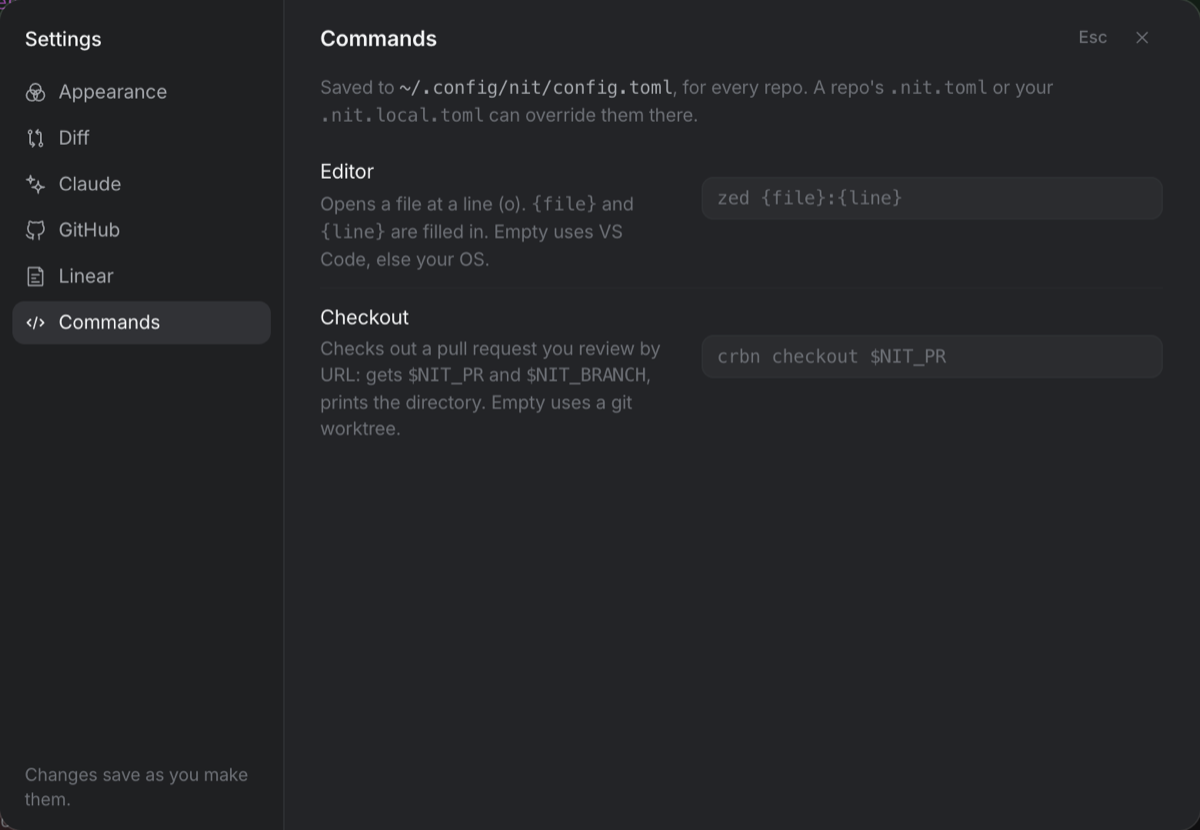 Settings
Appearance
Diff
Claude
GitHub
Linear
Commands
Changes save as you make
them.
Commands
Esc
Saved to ~/.config/nit/config.toml, for every repo. A repo's .nit.toml or your
.nit.local.toml can override them there.
Editor
Opens a file at a line (o). {file} and
{line} are filled in. Empty uses VS
Code, else your OS.
zed {file}:{line}
Checkout
Checks out a pull request you review by
URL: gets $NIT_PR and $NIT_BRANCH,
prints the directory. Empty uses a git
worktree.
crbn checkout $NIT_PR